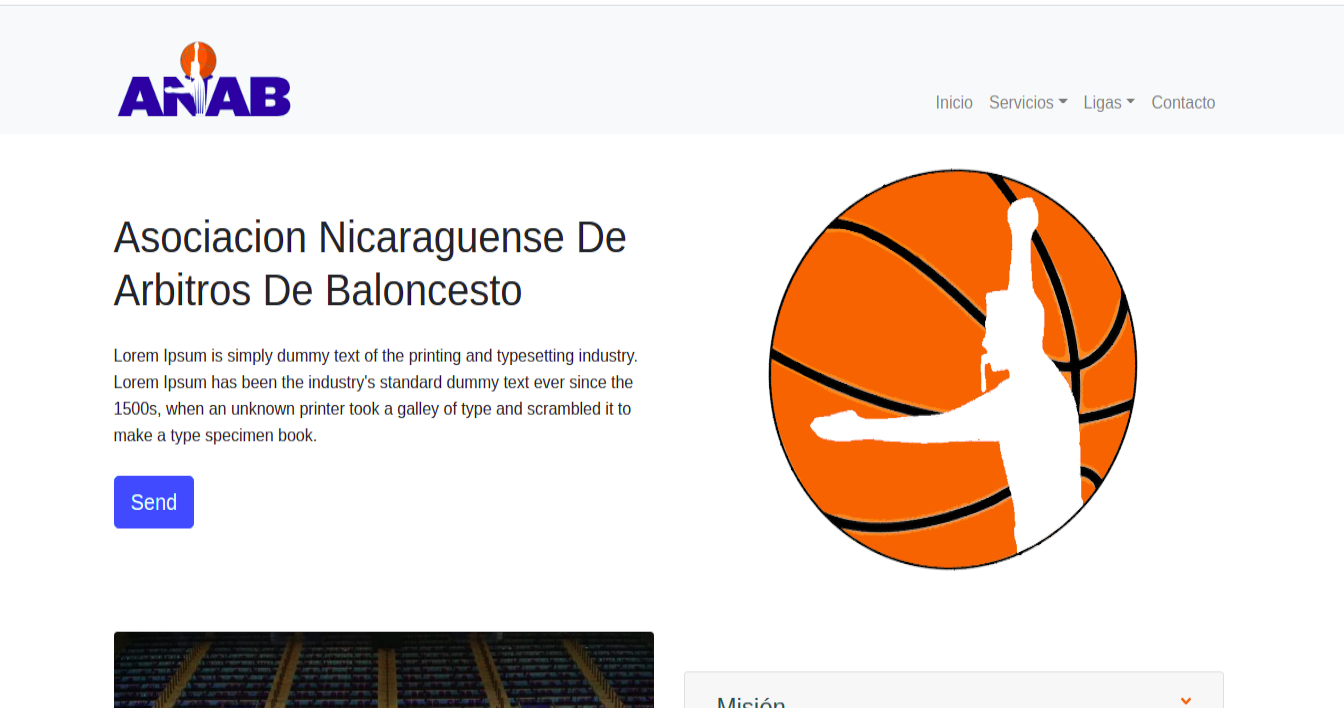 ANAB
Inicio Servicios Ligas Contacto
Asociacion Nicaraguense De
Arbitros De Baloncesto
Lorem Ipsum is simply dummy text of the printing and typesetting industry.
Lorem Ipsum has been the industry's standard dummy text ever since the
1500s, when an unknown printer took a galley of type and scrambled it to
make a type specimen book.
Send
Misión